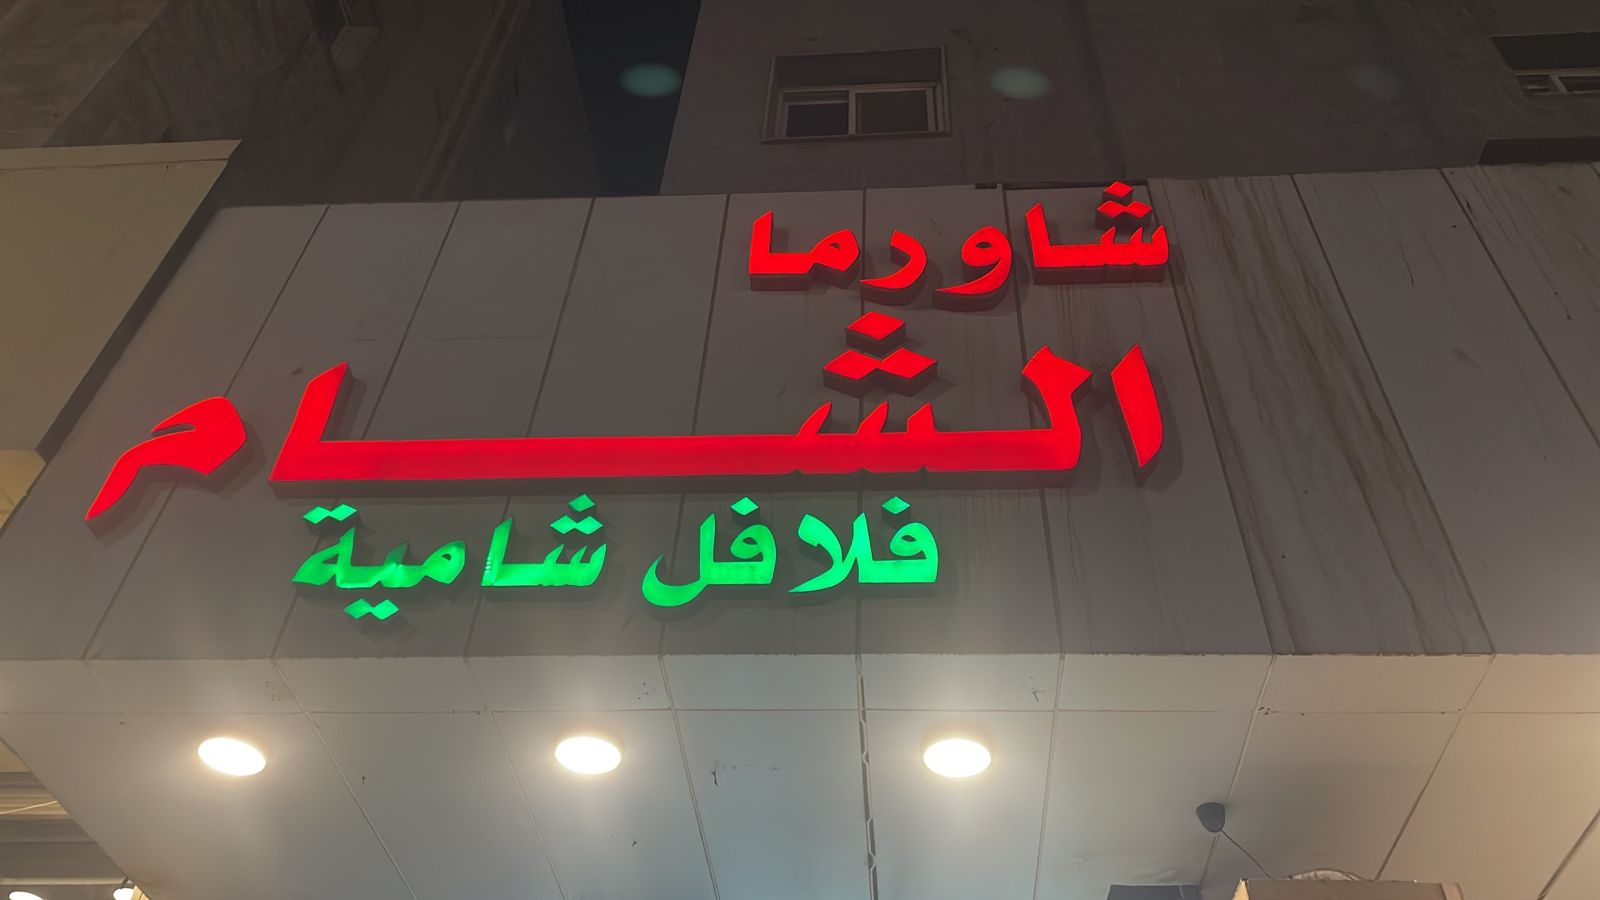 شاورما
الشام
فلافل شامية